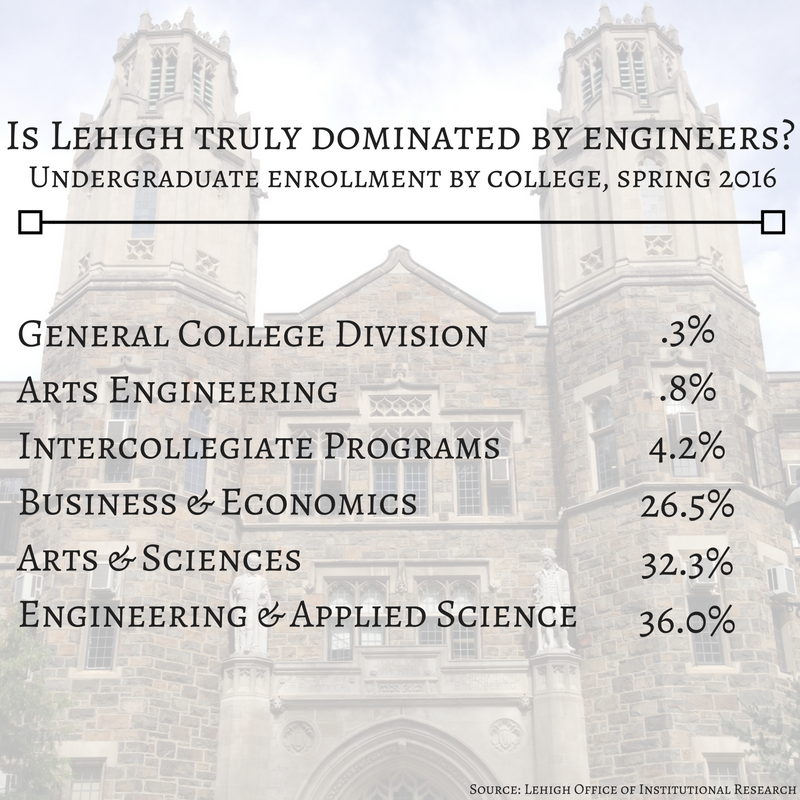 Is Lehigh truly dominated by engineers?
Undergraduate enrollment by college, spring 2016
General College Division .3%
Arts Engineering .8%
Intercollegiate Programs 4.2%
Business & Economics 26.5%
Arts & Sciences 32.3%
Engineering & Applied Science 36.0%
Source: Lehigh Office of Institutional Research